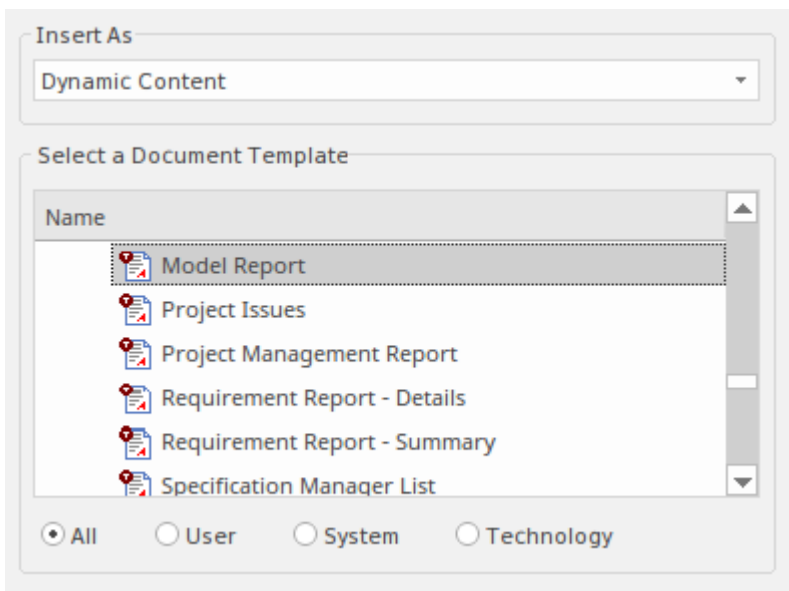 Insert As
Dynamic Content
Select a Document Template
Name
Model Report
Project Issues
Project Management Report
Requirement Report - Details
Requirement Report - Summary
Specification Manager List
All User System Technology